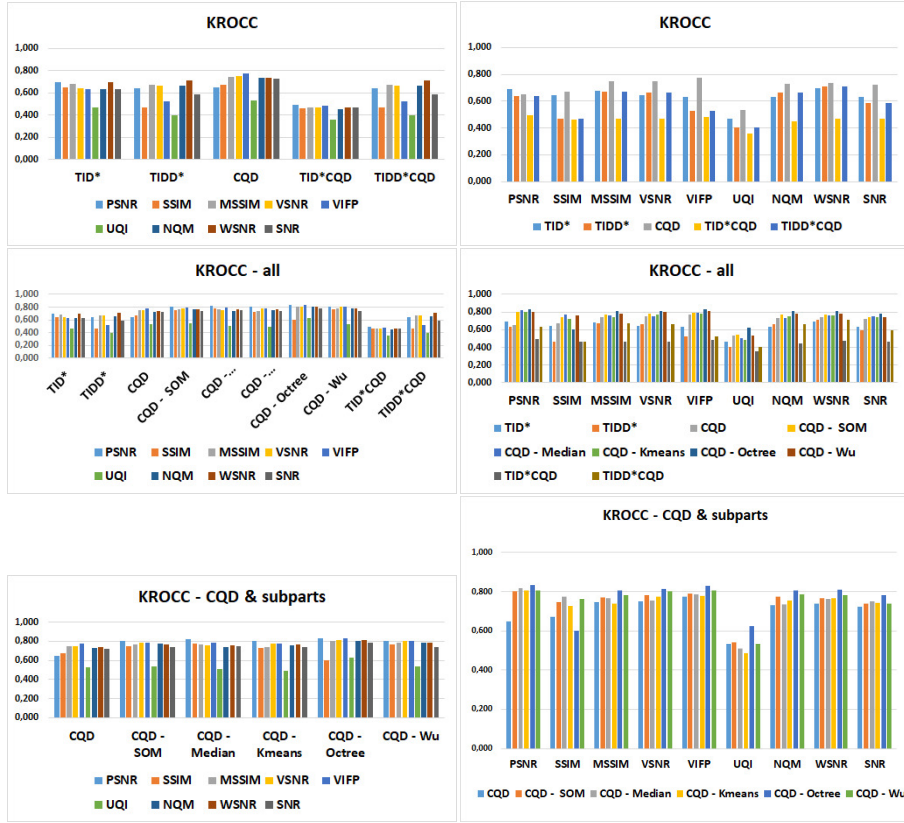 KROCC
1,000
0,800
0,600
0,400
0,200
0,000
TID* TIDD* CQD TID*CQD TIDD*CQD
PSNR SSIM MSSIM VSNR VIFP
UQI NQM WSNR SNR
KROCC
1,000
0,800
0,600
0,400
0,200
0,000
PSNR SSIM MSSIM VSNR VIFP UQI NQM WSNR SNR
TID* TIDD* CQD TID*CQD TIDD*CQD
KROCC - all
1,000
0,800
0,600
0,400
0,200
0,000
TID* TIDD* CQD CQD - SOM CQD - ... CQD - ... CQD - Octree CQD - Wu TID*CQD TIDD*CQD
PSNR SSIM MSSIM VSNR VIFP
UQI NQM WSNR SNR
KROCC - all
1,000
0,800
0,600
0,400
0,200
0,000
PSNR SSIM MSSIM VSNR VIFP UQI NQM WSNR SNR
TID* TIDD* CQD CQD - SOM
CQD - Median CQD - Kmeans CQD - Octree CQD - Wu
TID*CQD TIDD*CQD
KROCC - CQD & subparts
1,000
0,800
0,600
0,400
0,200
0,000
CQD CQD - CQD - CQD - CQD - CQD - Wu
SOM Median Kmeans Octree
PSNR SSIM MSSIM VSNR VIFP
UQI NQM WSNR SNR
KROCC - CQD & subparts
1,000
0,800
0,600
0,400
0,200
0,000
PSNR SSIM MSSIM VSNR VIFP UQI NQM WSNR SNR
CQD CQD - SOM CQD - Median CQD - Kmeans CQD - Octree CQD - Wu